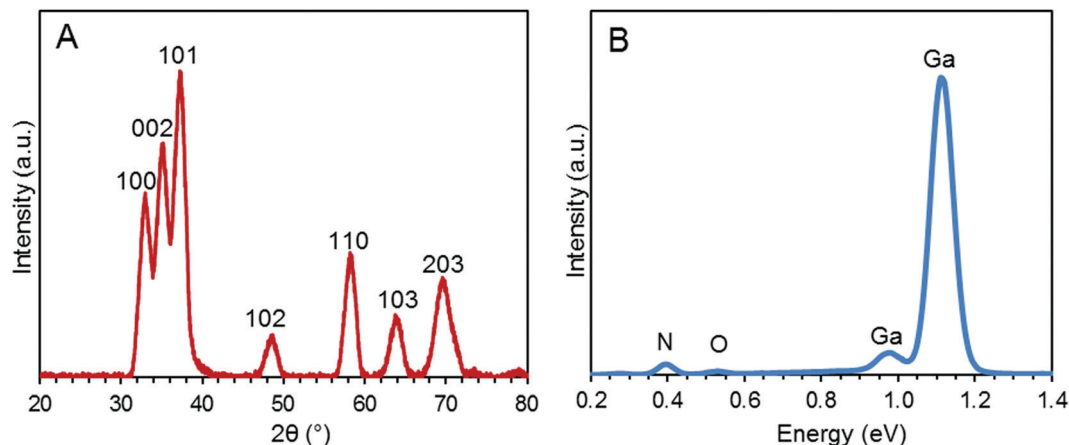 A
101
002
100
110
203
103
102
Intensity (a.u.)
20 30 40 50 60 70 80
2θ (°)
B
Ga
Ga
N
O
Intensity (a.u.)
0.2 0.4 0.6 0.8 1.0 1.2 1.4
Energy (eV)